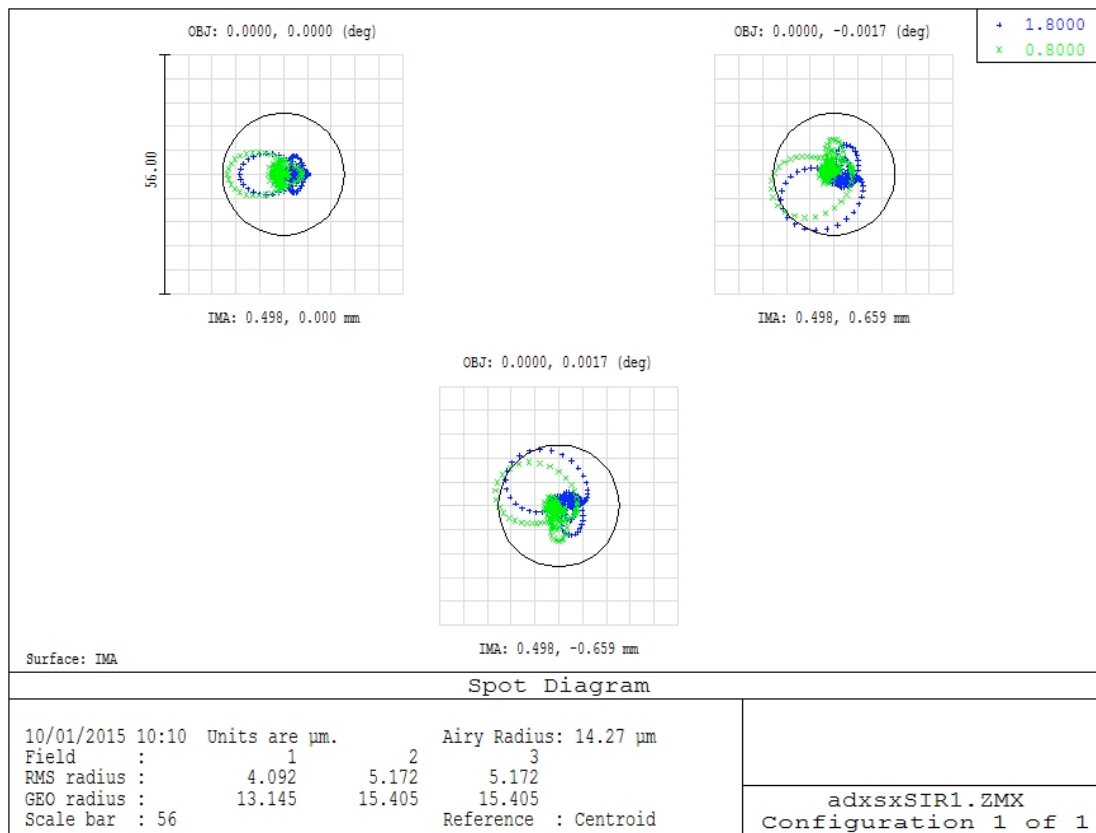 OBJ: 0.0000, 0.0000 (deg)
OBJ: 0.0000, -0.0017 (deg)
+ 1.8000
× 0.8000
56.00
IMA: 0.498, 0.000 mm
IMA: 0.498, 0.659 mm
OBJ: 0.0000, 0.0017 (deg)
IMA: 0.498, -0.659 mm
Surface: IMA
Spot Diagram
10/01/2015 10:10 Units are µm. Airy Radius: 14.27 µm
Field : 1 2 3
RMS radius : 4.092 5.172 5.172
GEO radius : 13.145 15.405 15.405
Scale bar : 56 Reference : Centroid
adxsxSIR1.ZMX
Configuration 1 of 1